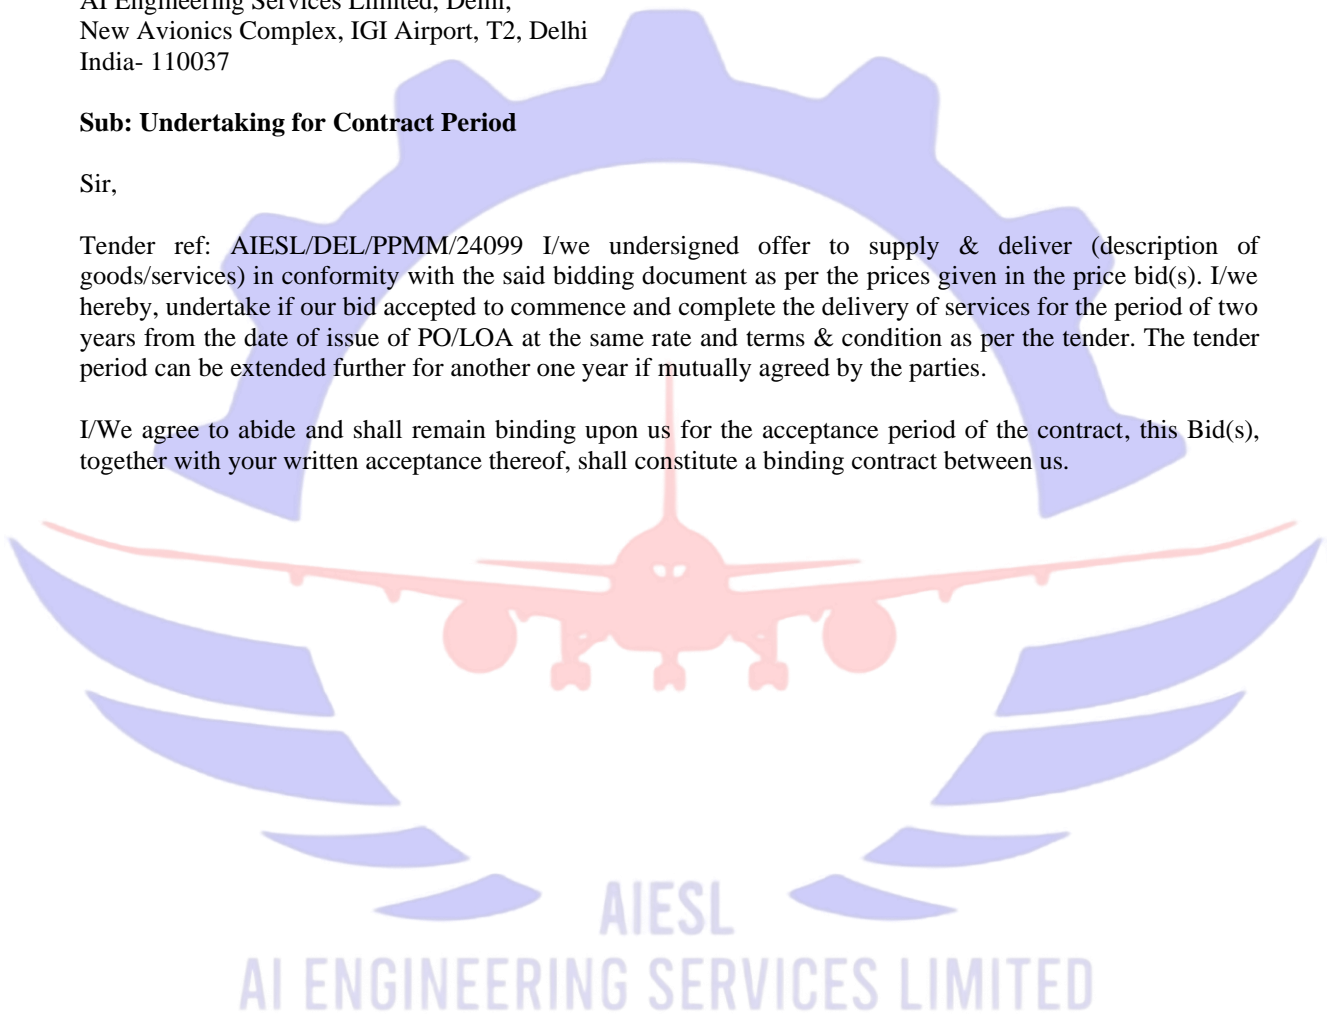 AI Engineering Services Limited, Delhi,
New Avionics Complex, IGI Airport, T2, Delhi
India- 110037
Sub: Undertaking for Contract Period
Sir,
Tender ref: AIESL/DEL/PPMM/24099 I/we undersigned offer to supply & deliver (description of
goods/services) in conformity with the said bidding document as per the prices given in the price bid(s). I/we
hereby, undertake if our bid accepted to commence and complete the delivery of services for the period of two
years from the date of issue of PO/LOA at the same rate and terms & condition as per the tender. The tender
period can be extended further for another one year if mutually agreed by the parties.
I/We agree to abide and shall remain binding upon us for the acceptance period of the contract, this Bid(s),
together with your written acceptance thereof, shall constitute a binding contract between us.
AIESL
AI ENGINEERING SERVICES LIMITED